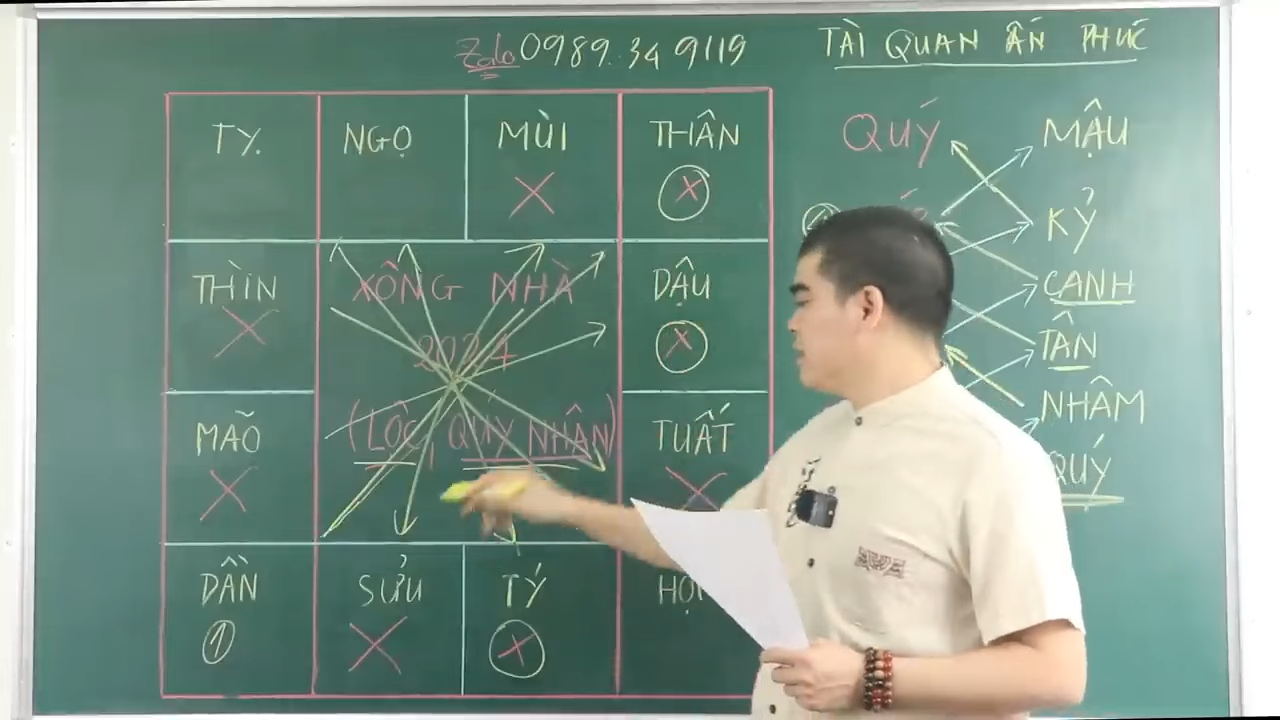 Zalo 0989.34 9119
TÀI QUAN ẤN PHÚC
TY. NGỌ MÙI THÂN
X X
THÌN DẬU
X X
XÔNG NHÀ
2024
(LỘC, QUÝ NHÂN)
MÃO TUẤT
X X
DẦN SỬU TÝ
1 X X
QUÝ MẬU
KỶ
CANH
TÂN
NHÂM
QUÝ